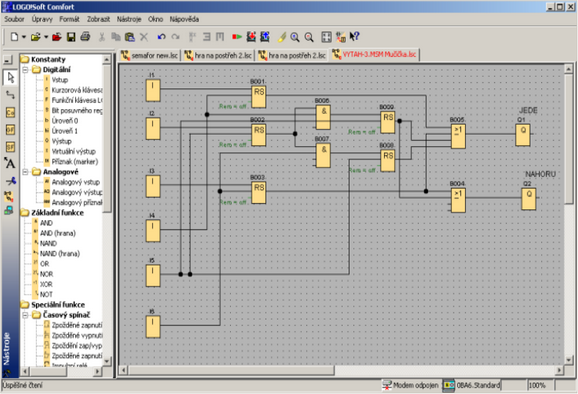 LOGO!Soft Comfort
Soubor Úpravy Formát Zobrazit Nástroje Okno Nápověda
semafor new.lsc hra na postřeh 2.lsc hra na postřeh 2.lsc VYTAH-3.MSM Mučička.lsc
Konstanty
Digitální
Vstup
Kurzorová klávesa
Funkční klávesa L
Bit posuvného reg
Úroveň 0
Úroveň 1
Výstup
Virtuální výstup
Příznak (marker)
Analogové
Analogový vstup
Analogový výstup
Analogový příznak
Základní funkce
AND
AND (hrana)
NAND
NAND (hrana)
OR
NOR
XOR
NOT
Speciální funkce
Časový spínač
Zpožděné zapnutí
Zpožděné vypnutí
Zpoždění zap/vyp
Zpožděné zapnutí
Impulsní relé
Nástroje
I1
I
I2
I
I3
I
I4
I
I5
I
I6
I
B001
RS
Rem = off
B002
RS
Rem = off
B003
RS
Rem = off
&
B007
&
B009
RS
Rem = off
B008
RS
Rem = off
B005
≥1
B004
≥1
JEDE
Q1
Q
NAHORU
Q2
Q
Úspěšné čtení
Modem odpojen
0BA6.Standard
100%